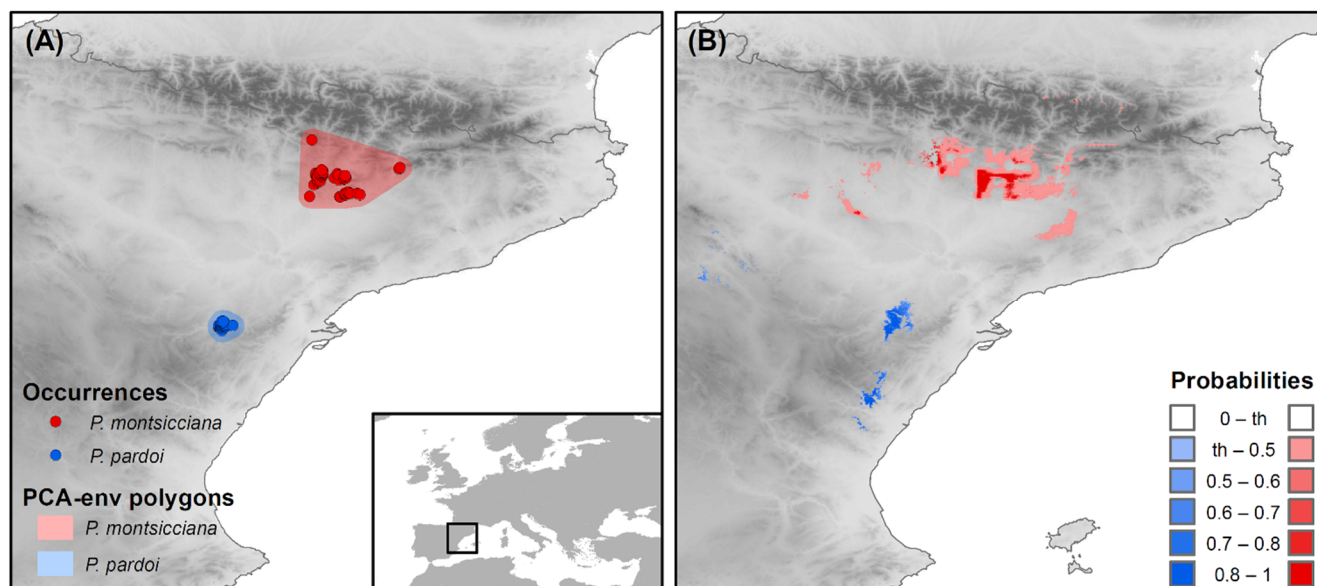 (A)
Occurrences
P. montsicciana
P. pardoi
PCA-env polygons
P. montsicciana
P. pardoi
(B)
Probabilities
0 – th
th – 0.5
0.5 – 0.6
0.6 – 0.7
0.7 – 0.8
0.8 – 1